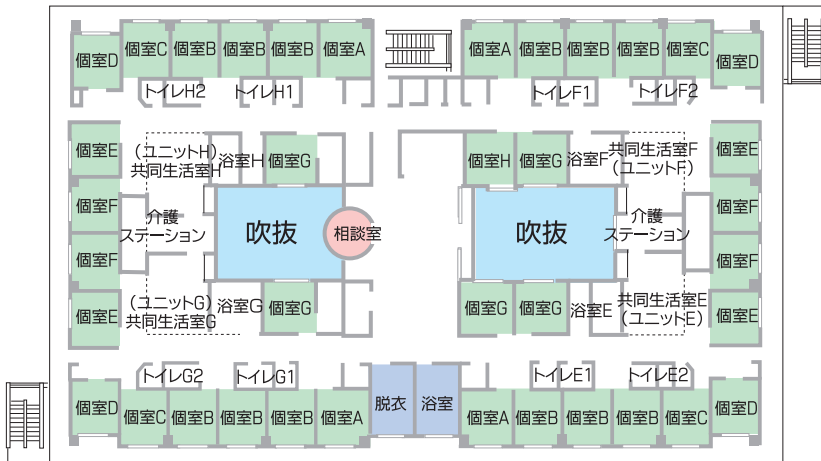 個室D
個室C
個室B
個室B
個室B
個室A
個室A
個室B
個室B
個室B
個室C
個室D
トイレH2
トイレH1
トイレF1
トイレF2
個室E
(ユニットH)
共同生活室H
浴室H
個室G
個室H
個室G
浴室F
共同生活室F
(ユニットF)
個室E
個室F
介護
ステーション
吹抜
相談室
吹抜
介護
ステーション
個室F
個室F
個室F
個室E
(ユニットG)
共同生活室G
浴室G
個室G
個室G
個室G
浴室E
共同生活室E
(ユニットE)
個室E
トイレG2
トイレG1
トイレE1
トイレE2
個室D
個室C
個室B
個室B
個室B
個室A
脱衣
浴室
個室A
個室B
個室B
個室B
個室C
個室D